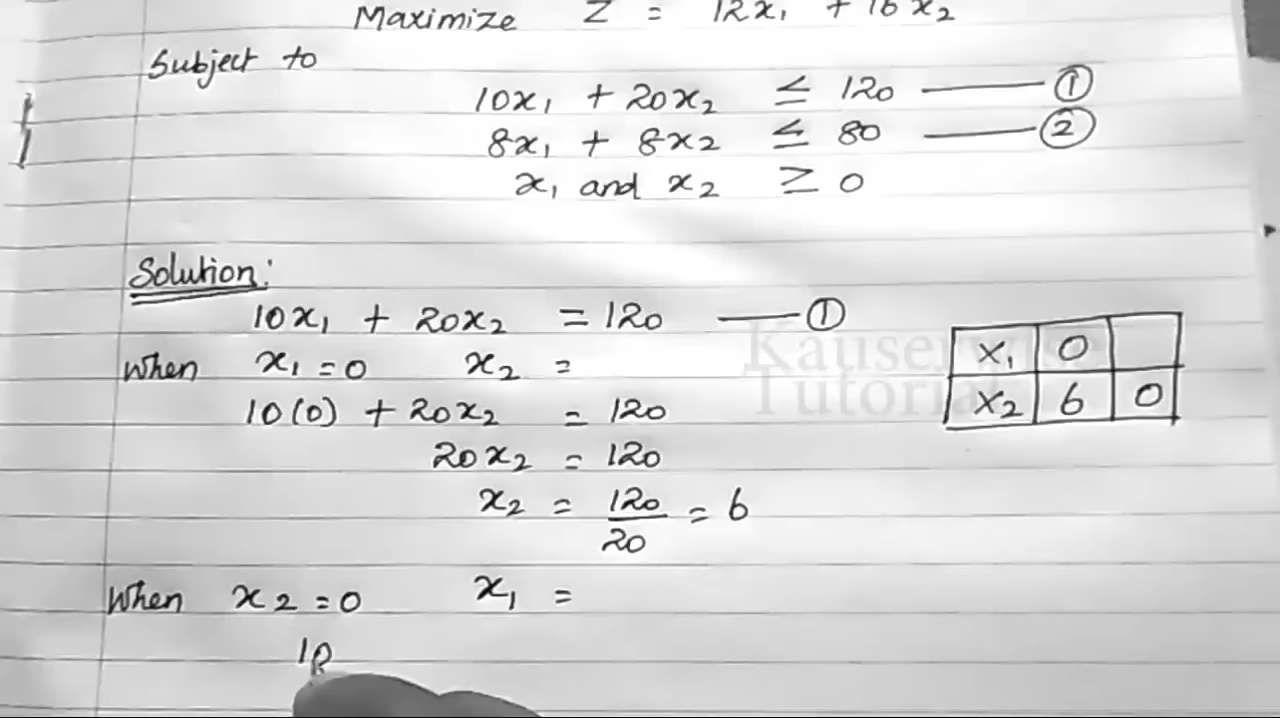 Maximize Z = 12x₁ + 16x₂
Subject to
10x₁ + 20x₂ ≤ 120 —— ①
8x₁ + 8x₂ ≤ 80 —— ②
x₁ and x₂ ≥ 0
Solution:
10x₁ + 20x₂ = 120 —— ①
When x₁ = 0 x₂ =
10(0) + 20x₂ = 120
20x₂ = 120
x₂ = 120/20 = 6
When x₂ = 0 x₁ =
x₁ 0
x₂ 6 0
Tutorial